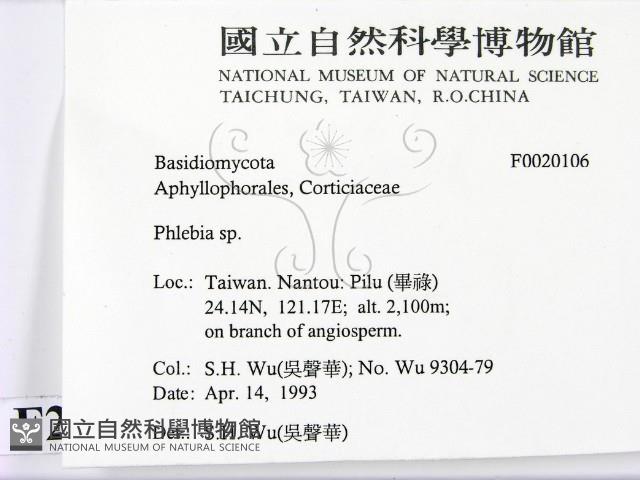 國立自然科學博物館
NATIONAL MUSEUM OF NATURAL SCIENCE
TAICHUNG, TAIWAN, R.O.CHINA
Basidiomycota F0020106
Aphyllophorales, Corticiaceae
Phlebia sp.
Loc.: Taiwan. Nantou: Pilu (畢祿)
24.14N, 121.17E; alt. 2,100m;
on branch of angiosperm.
Col.: S.H. Wu(吳聲華); No. Wu 9304-79
Date: Apr. 14, 1993
Det.: S.H. Wu(吳聲華)
國立自然科學博物館
NATIONAL MUSEUM OF NATURAL SCIENCE